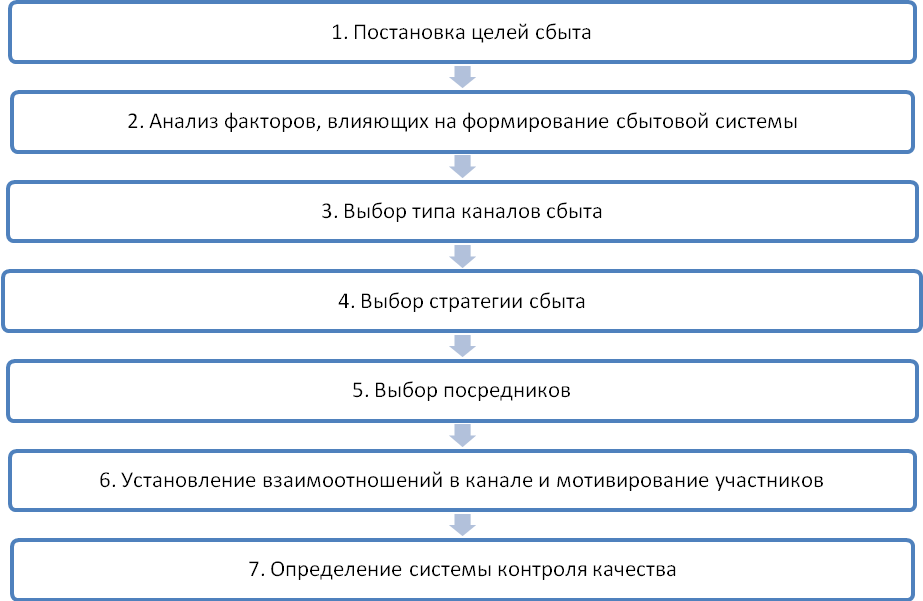 1. Постановка целей сбыта
2. Анализ факторов, влияющих на формирование сбытовой системы
3. Выбор типа каналов сбыта
4. Выбор стратегии сбыта
5. Выбор посредников
6. Установление взаимоотношений в канале и мотивирование участников
7. Определение системы контроля качества